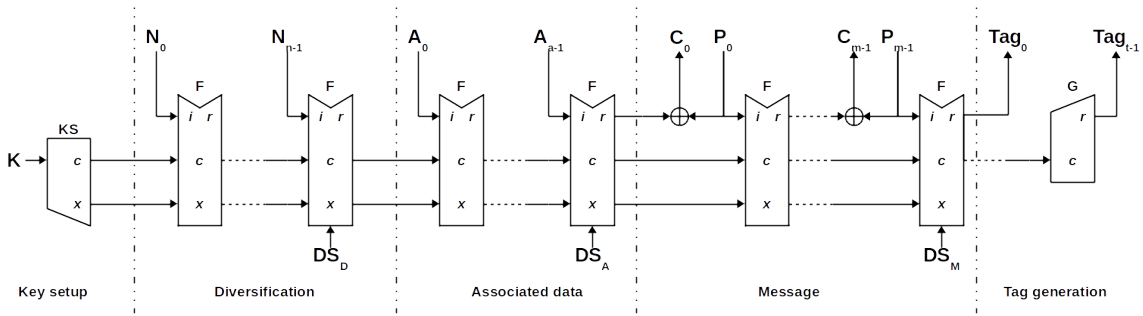 N0 Nn-1 A0 Aa-1 C0 P0 Cm-1 Pm-1 Tag0 Tagt-1
F F F F F F G
i r i r i r i r i r i r r
KS
K c c c c c c c c
x x x x x x x
DSD DSA DSM
Key setup Diversification Associated data Message Tag generation